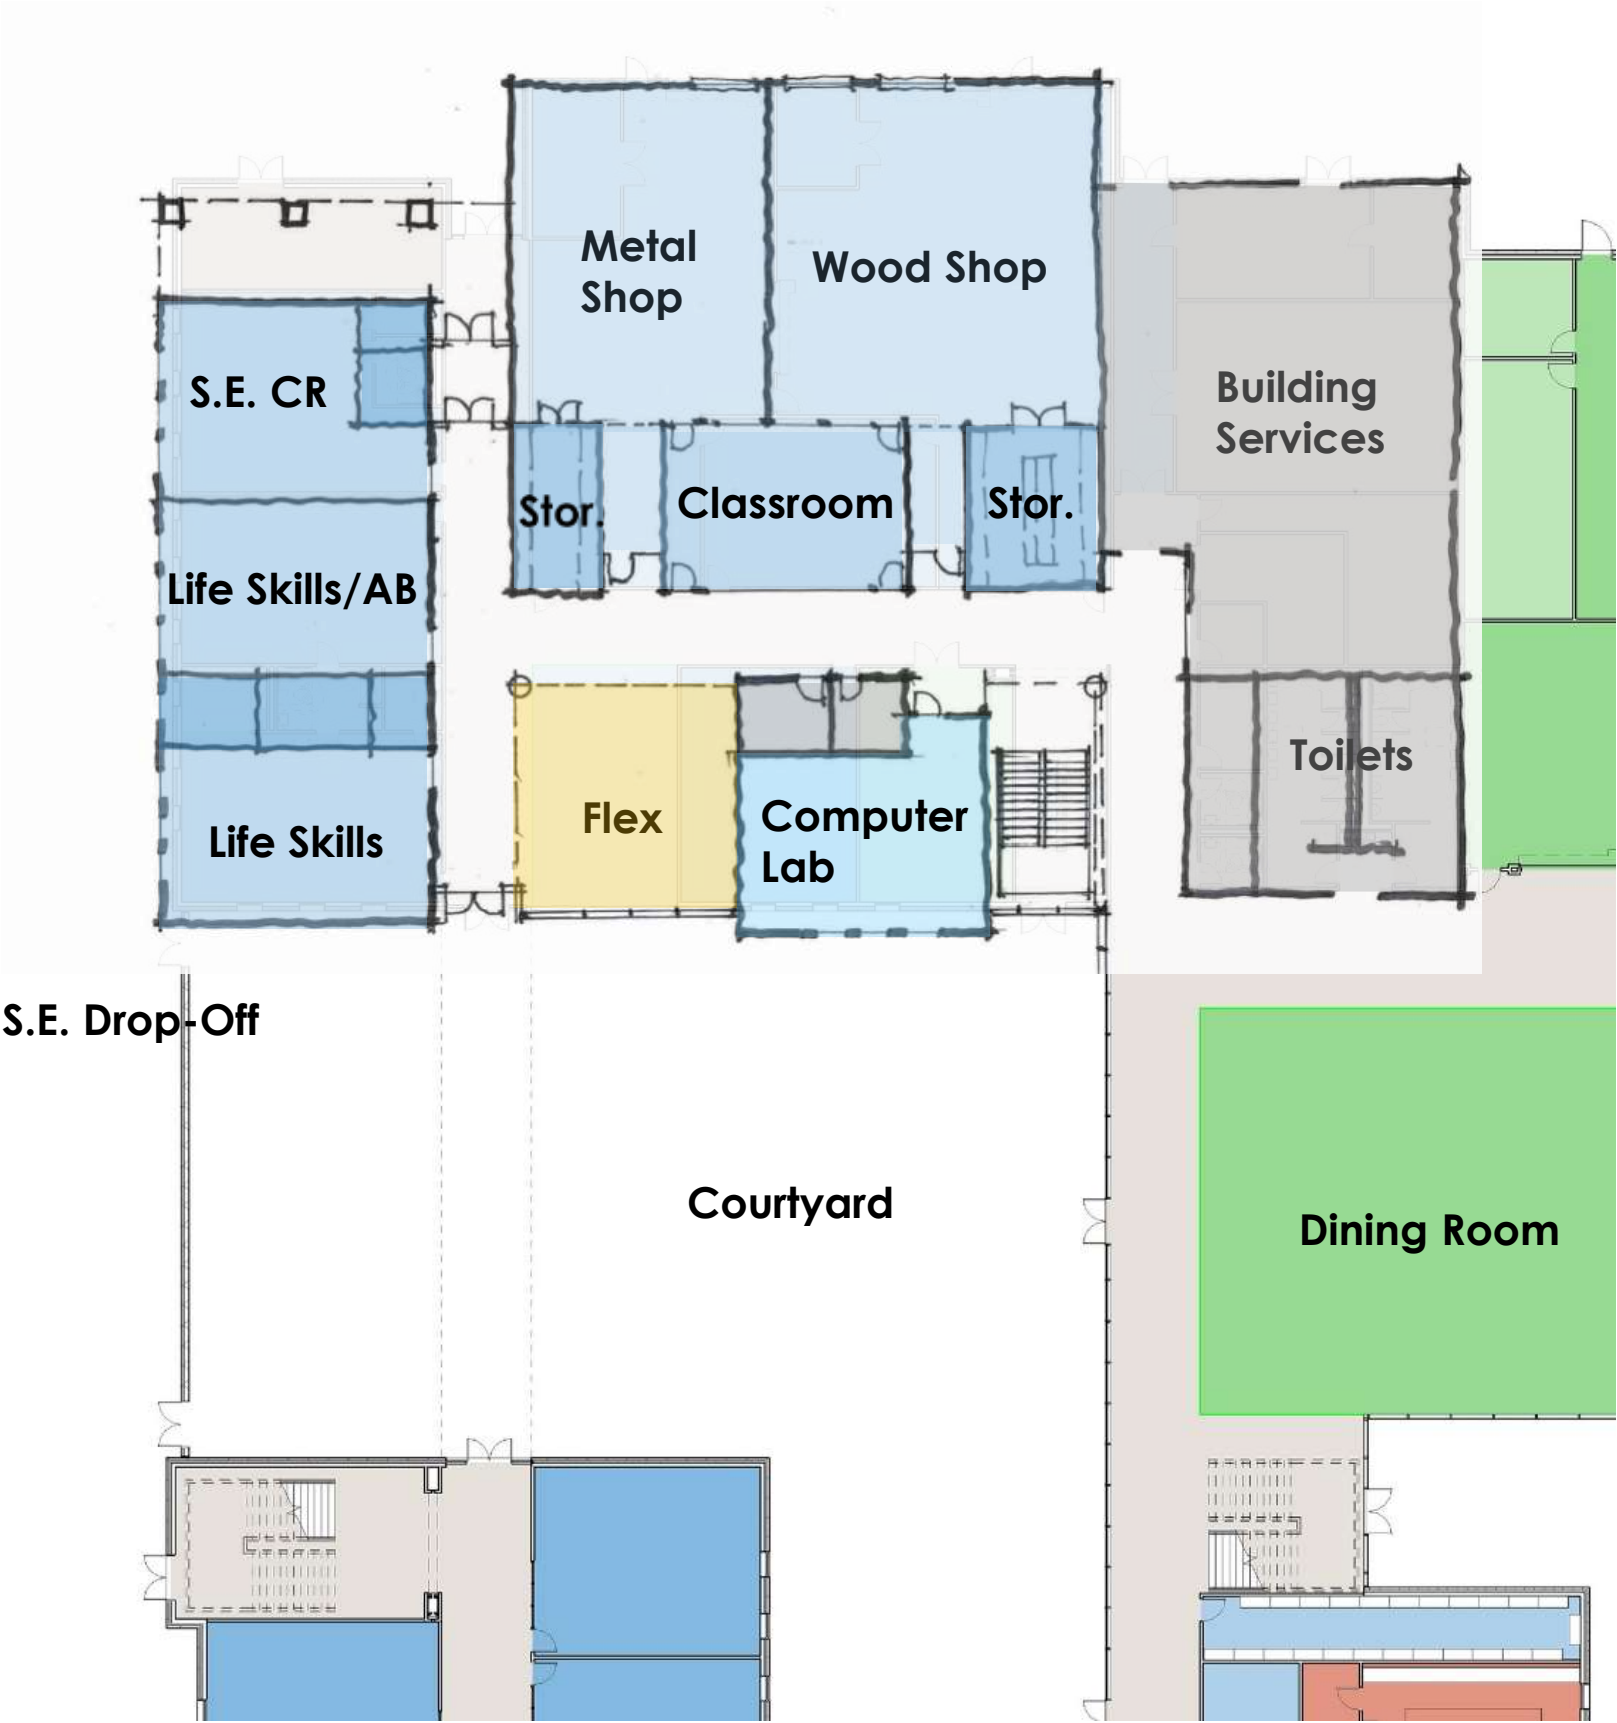 Metal
Shop
Wood Shop
S.E. CR
Building
Services
Stor.
Classroom
Stor.
Life Skills/AB
Toilets
Flex
Computer
Lab
Life Skills
S.E. Drop-Off
Courtyard
Dining Room